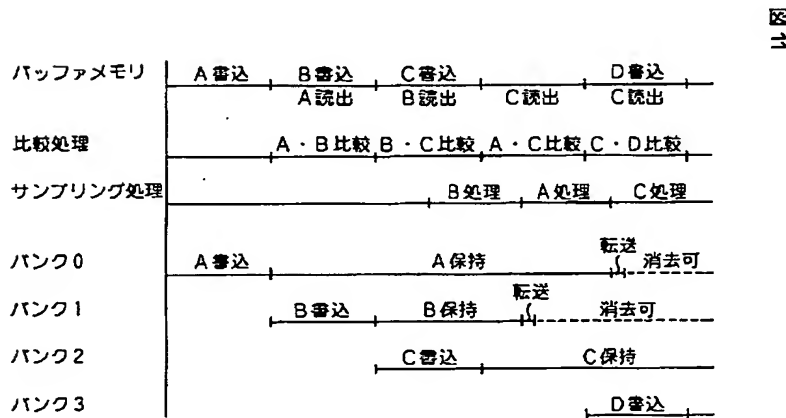 図11
バッファメモリ A書込 B書込 C書込 D書込
A読出 B読出 C読出 C読出
比較処理 A・B比較 B・C比較 A・C比較 C・D比較
サンプリング処理 B処理 A処理 C処理
転送
バンク0 A書込 A保持 消去可
転送
バンク1 B書込 B保持 消去可
バンク2 C書込 C保持
バンク3 D書込